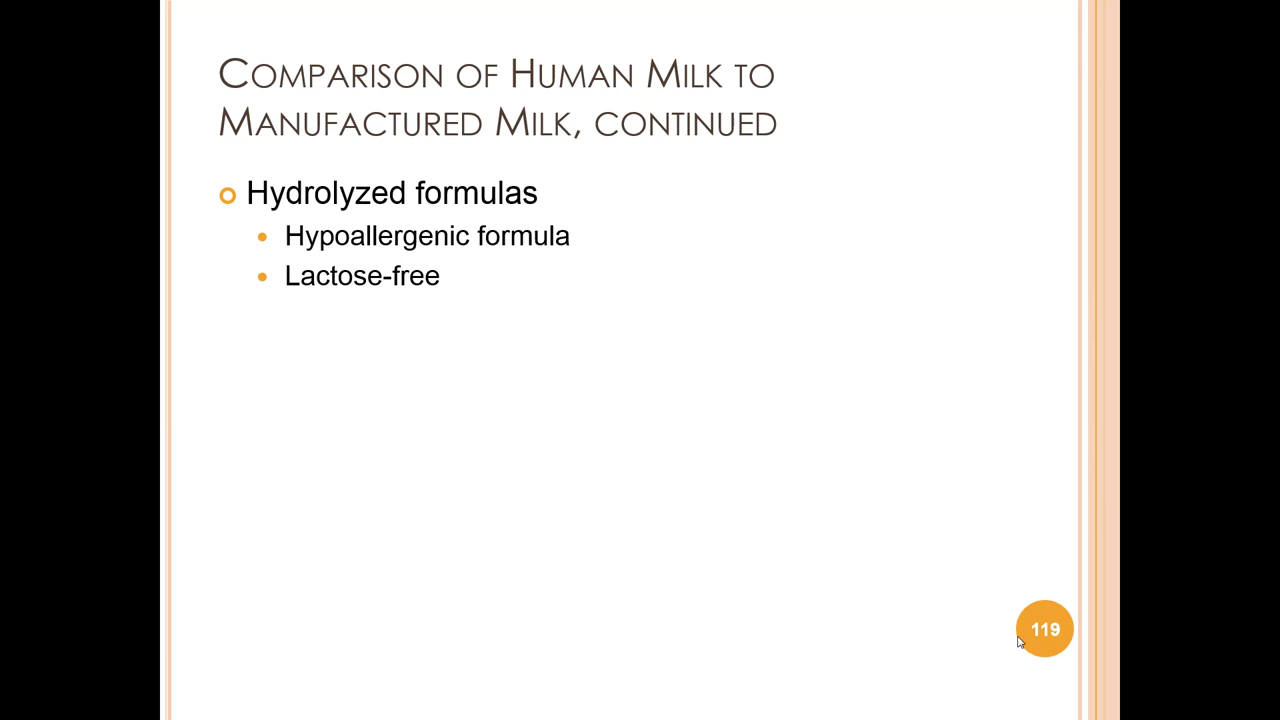 Comparison of Human Milk to
Manufactured Milk, continued
Hydrolyzed formulas
Hypoallergenic formula
Lactose-free
119